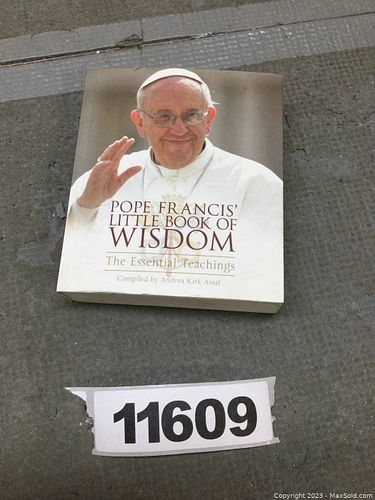 POPE FRANCIS'
LITTLE BOOK OF
WISDOM
The Essential Teachings
Compiled by Andrea Kirk Assaf
11609
Copyright 2023 - MaxSold.com